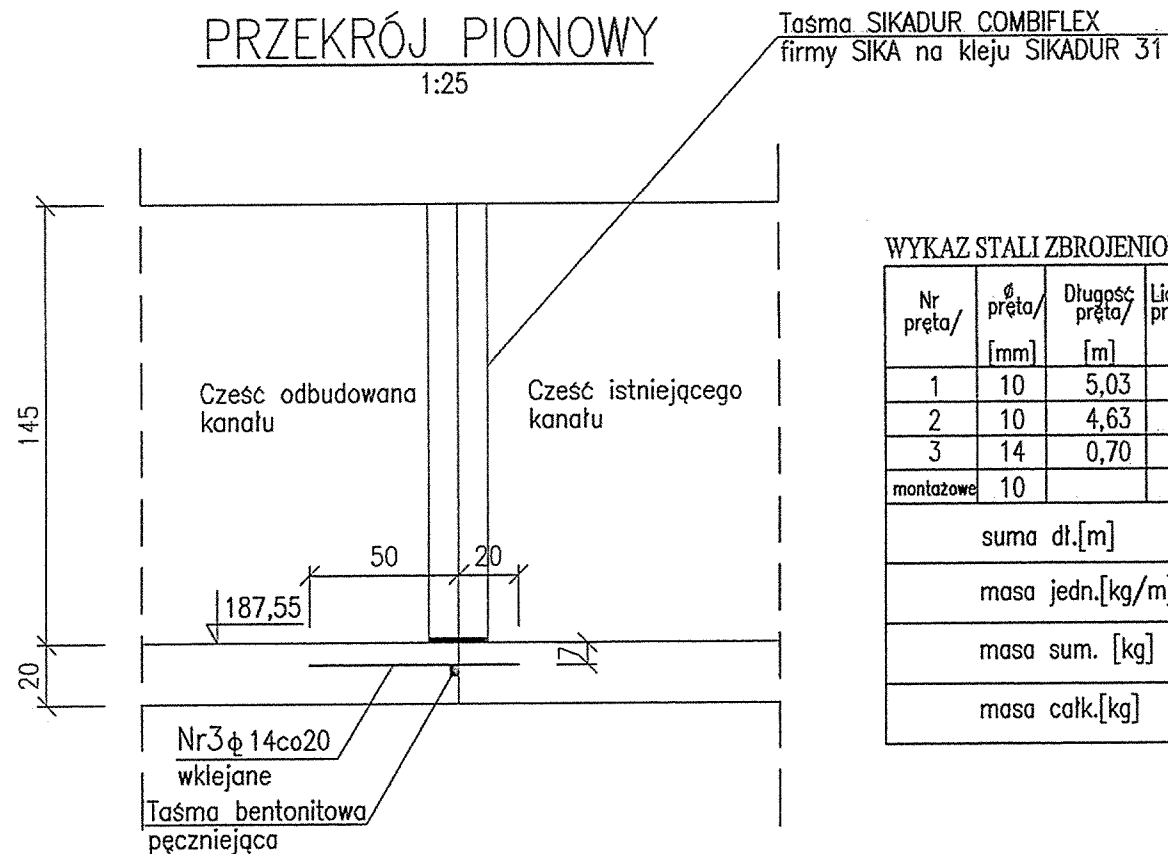 PRZEKRÓJ PIONOWY
1:25
Taśma SIKADUR COMBIFLEX
firmy SIKA na kleju SIKADUR 31
145
Cześć odbudowana
kanału
Cześć istniejącego
kanału
50
20
187,55
7
20
Nr3ϕ14co20
wklejane
Taśma bentonitowa
pęczniejąca
WYKAZ STALI
Nr
pręta/
ø
pręta/
[mm]
Długość
pręta/
[m]
1 10 5,03
2 10 4,63
3 14 0,70
montażowe 10
suma dł.[m]
masa jedn.[kg/m]
masa sum. [kg]
masa całk.[kg]